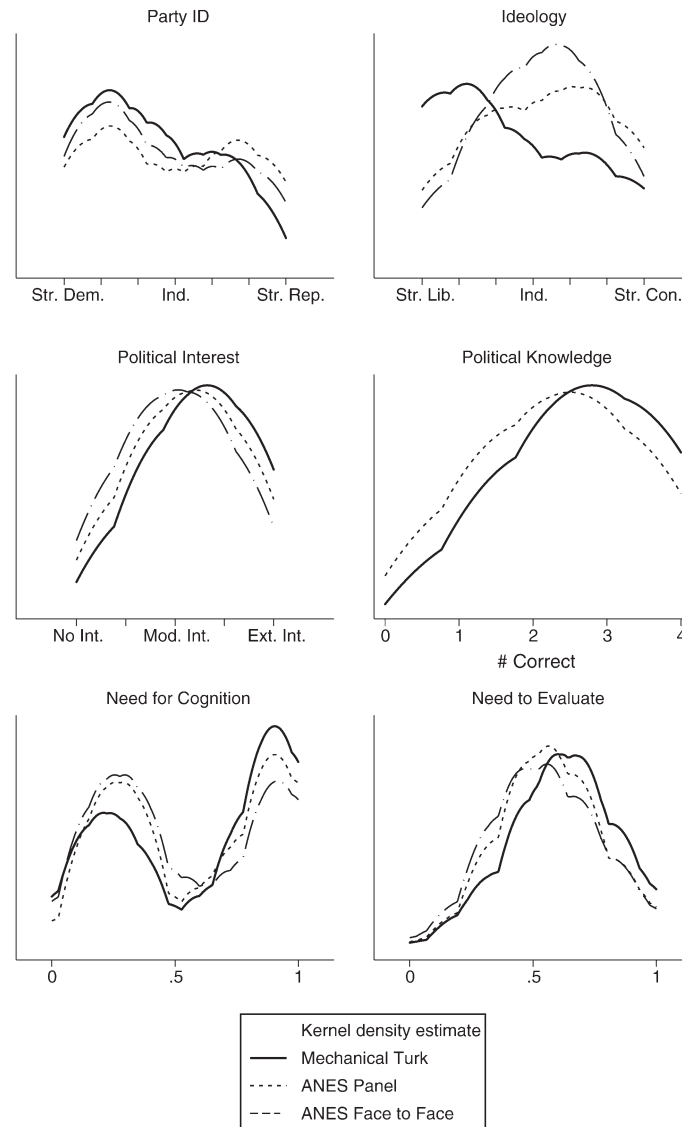 Party ID
Ideology
Str. Dem. Ind. Str. Rep.
Str. Lib. Ind. Str. Con.
Political Interest
Political Knowledge
No Int. Mod. Int. Ext. Int.
0 1 2 3 4
# Correct
Need for Cognition
Need to Evaluate
0 .5 1
0 .5 1
Kernel density estimate
Mechanical Turk
ANES Panel
ANES Face to Face